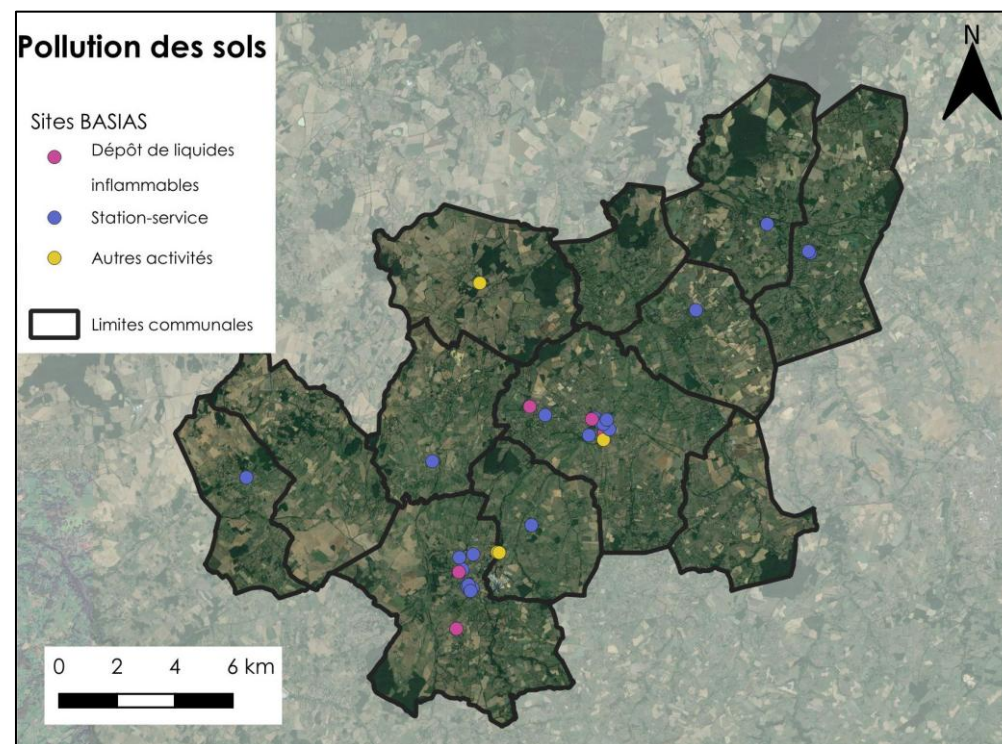 Pollution des sols
Sites BASIAS
Dépôt de liquides
inflammables
Station-service
Autres activités
Limites communales
N
0 2 4 6 km